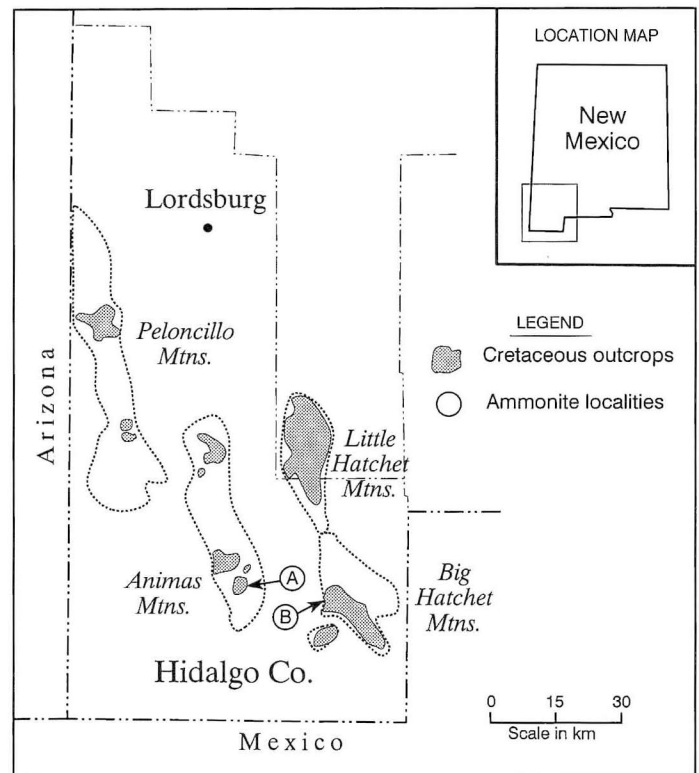 LOCATION MAP
New
Mexico
Lordsburg
Peloncillo
Mtns.
LEGEND
Cretaceous outcrops
Ammonite localities
Arizona
Little
Hatchet
Mtns.
A
Animas
Mtns.
B
Big
Hatchet
Mtns.
Hidalgo Co.
0 15 30
Scale in km
Mexico